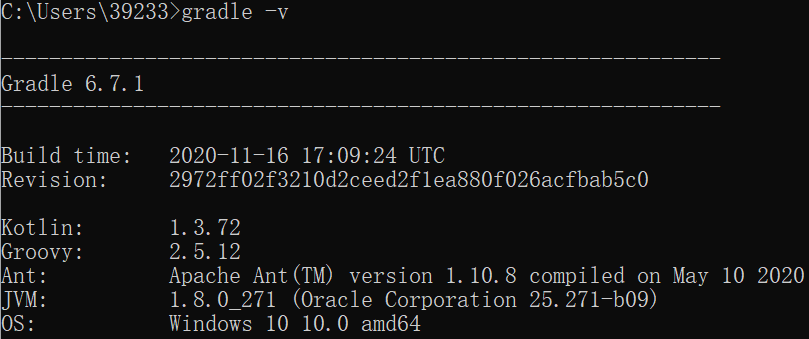 C:\Users\39233>gradle -v
------------------------------------------------------------
Gradle 6.7.1
------------------------------------------------------------
Build time:   2020-11-16 17:09:24 UTC
Revision:     2972ff02f3210d2ceed2f1ea880f026acfbab5c0
Kotlin:       1.3.72
Groovy:       2.5.12
Ant:          Apache Ant(TM) version 1.10.8 compiled on May 10 2020
JVM:          1.8.0_271 (Oracle Corporation 25.271-b09)
OS:           Windows 10 10.0 amd64